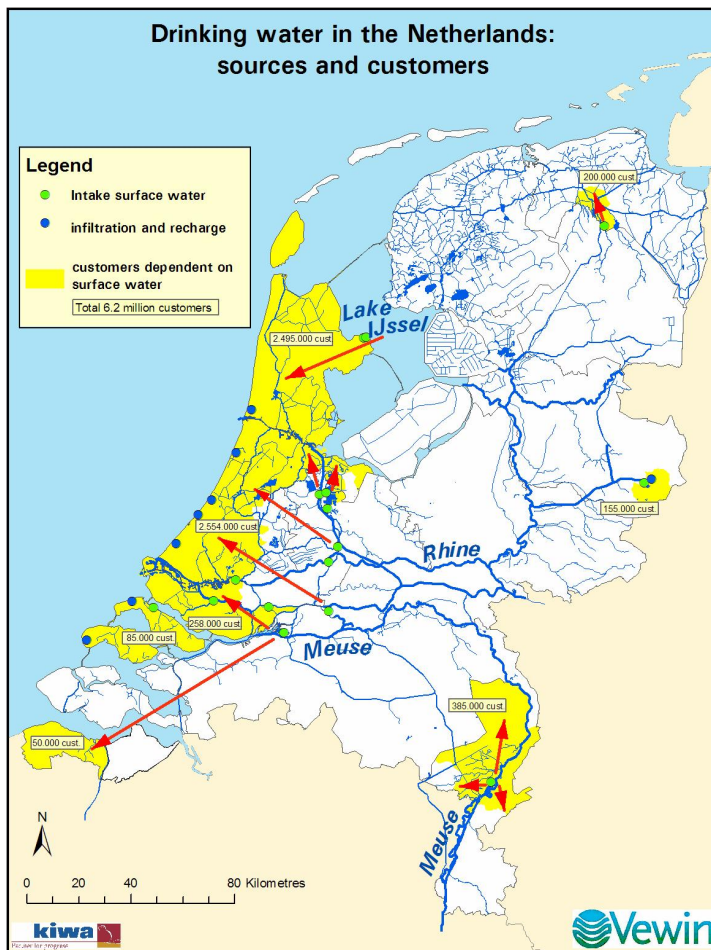 Drinking water in the Netherlands:
sources and customers
Legend
Intake surface water
infiltration and recharge
customers dependent on
surface water
Total 6.2 million customers
200.000 cust.
Lake
IJssel
2.495.000 cust.
2.554.000 cust.
155.000 cust.
Rhine
258.000 cust.
85.000 cust.
Meuse
385.000 cust.
50.000 cust.
Meuse
N
0 20 40 80 Kilometres
kiwa
Partner for progress
Vewin